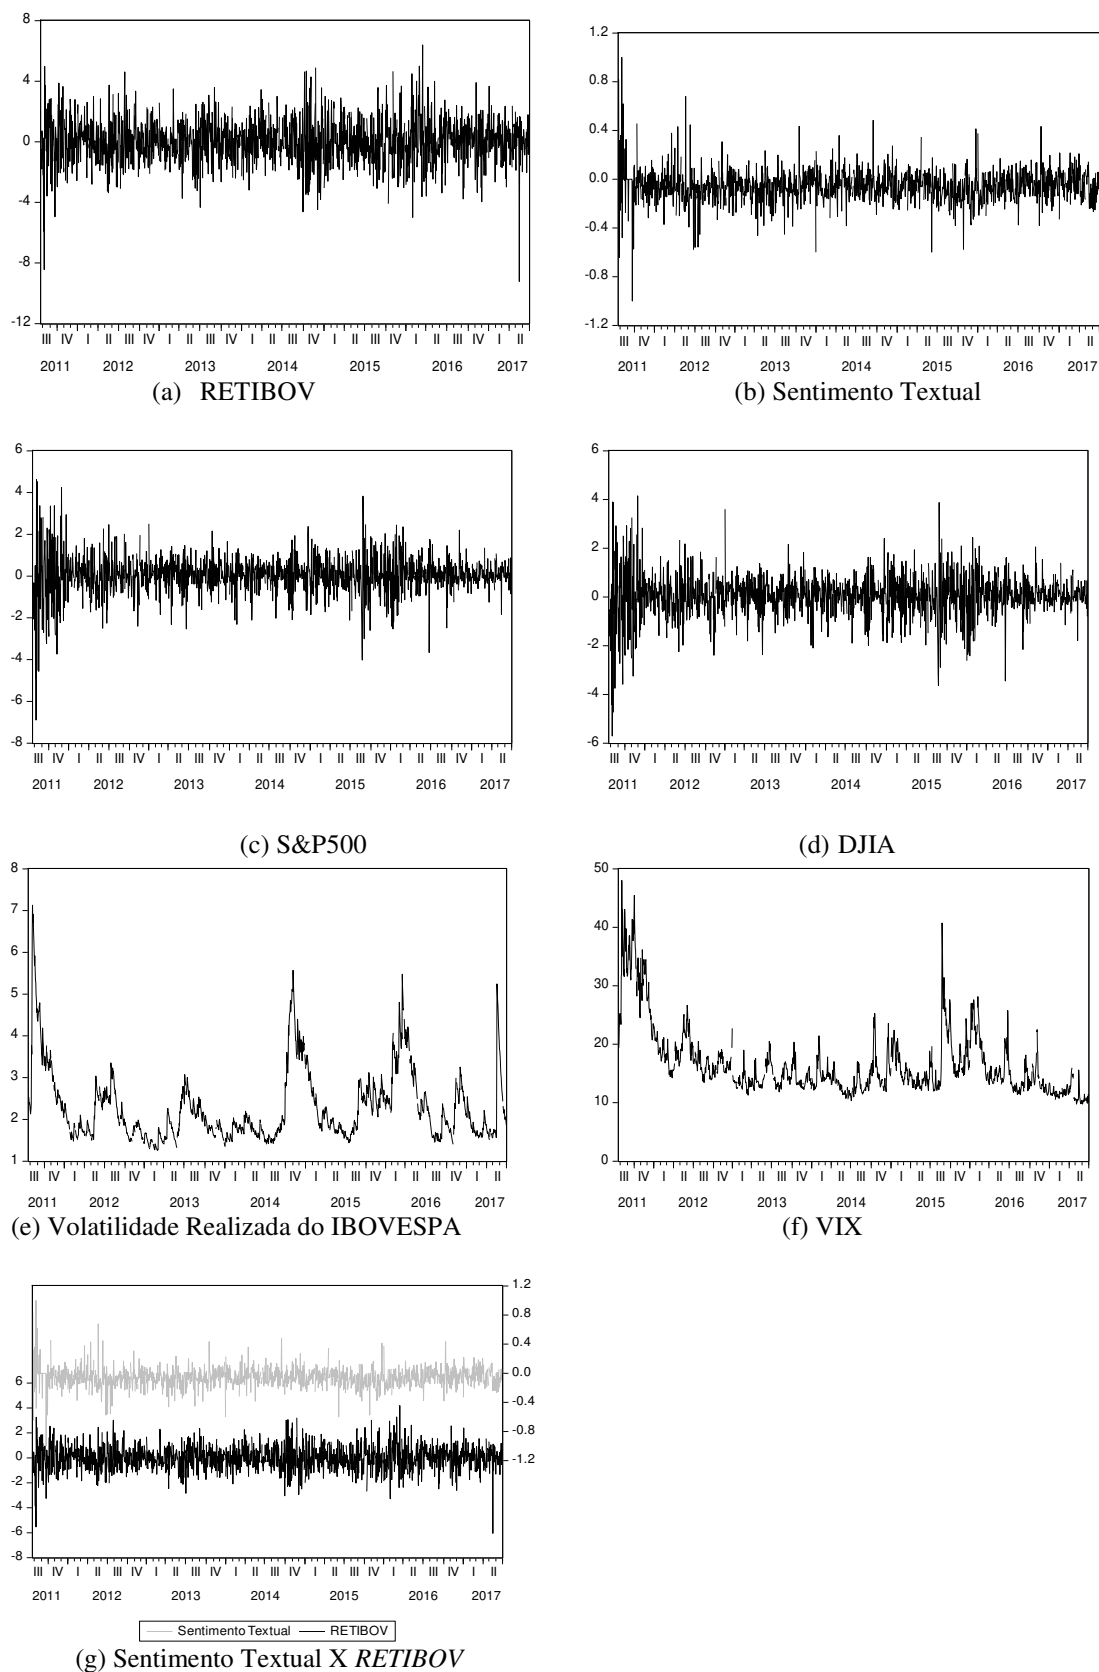 8
4
0
-4
-8
-12
III IV I II III IV I II III IV I II III IV I II III IV I II III IV I II
2011 2012 2013 2014 2015 2016 2017
(a) RETIBOV
1.2
0.8
0.4
0.0
-0.4
-0.8
-1.2
III IV I II III IV I II III IV I II III IV I II III IV I II III IV I II
2011 2012 2013 2014 2015 2016 2017
(b) Sentimento Textual
6
4
2
0
-2
-4
-6
-8
III IV I II III IV I II III IV I II III IV I II III IV I II III IV I II
2011 2012 2013 2014 2015 2016 2017
(c) S&P500
6
4
2
0
-2
-4
-6
III IV I II III IV I II III IV I II III IV I II III IV I II III IV I II
2011 2012 2013 2014 2015 2016 2017
(d) DJIA
8
7
6
5
4
3
2
1
III IV I II III IV I II III IV I II III IV I II III IV I II III IV I II
2011 2012 2013 2014 2015 2016 2017
(e) Volatilidade Realizada do IBOVESPA
50
40
30
20
10
0
III IV I II III IV I II III IV I II III IV I II III IV I II III IV I II
2011 2012 2013 2014 2015 2016 2017
(f) VIX
1.2
0.8
0.4
0.0
-0.4
-0.8
-1.2
6
4
2
0
-2
-4
-6
-8
III IV I II III IV I II III IV I II III IV I II III IV I II III IV I II
2011 2012 2013 2014 2015 2016 2017
Sentimento Textual RETIBOV
(g) Sentimento Textual X RETIBOV